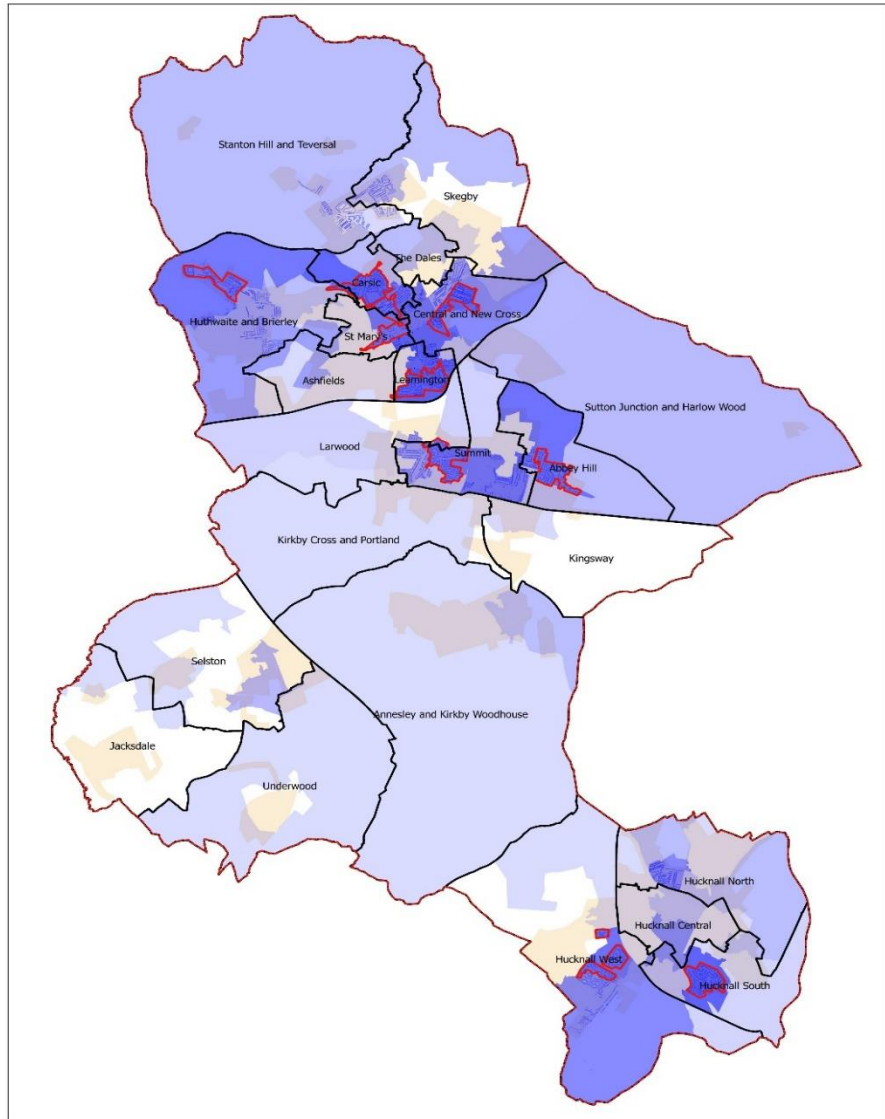 Stanton Hill and Teversal
Skegby
The Dales
Carsic
Huthwaite and Brierley
Central and New Cross
St Mary's
Ashfields
Leamington
Sutton Junction and Harlow Wood
Larwood
Summit
Abbey Hill
Kirkby Cross and Portland
Kingsway
Selston
Annesley and Kirkby Woodhouse
Jacksdale
Underwood
Hucknall North
Hucknall Central
Hucknall West
Hucknall South